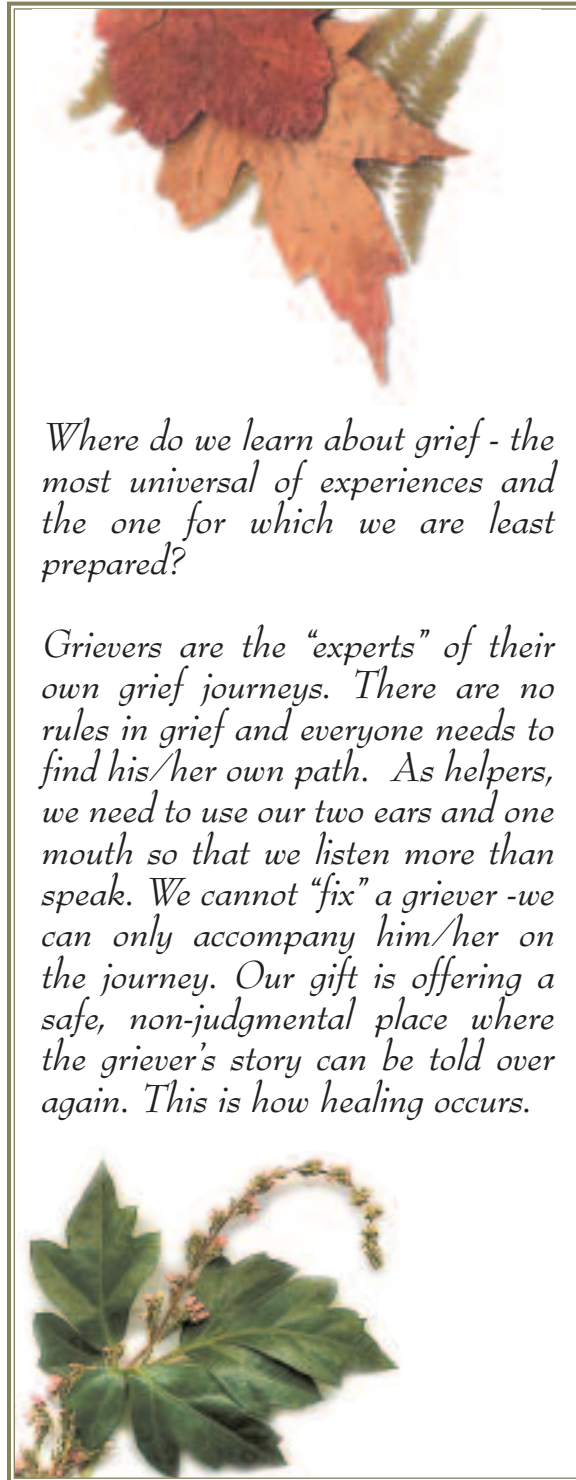 Where do we learn about grief - the
most universal of experiences and
the one for which we are least
prepared?
Grievers are the “experts” of their
own grief journeys. There are no
rules in grief and everyone needs to
find his/her own path. As helpers,
we need to use our two ears and one
mouth so that we listen more than
speak. We cannot “fix” a griever -we
can only accompany him/her on
the journey. Our gift is offering a
safe, non-judgmental place where
the griever’s story can be told over
again. This is how healing occurs.